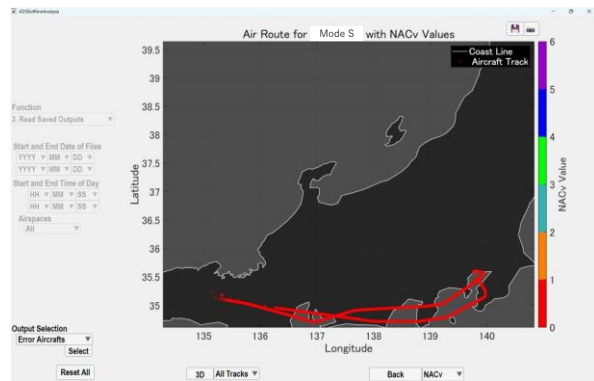 ADSBofflineAnalysis
Air Route for Mode S with NACv Values
Coast Line
Aircraft Track
Function
3. Read Saved Outputs
Start and End Date of Files
YYYY MM DD
YYYY MM DD
Start and End Time of Day
HH MM SS
HH MM SS
Airspaces
All
Output Selection
Error Aircrafts
Select
Reset All
Latitude
39.5
39
38.5
38
37.5
37
36.5
36
35.5
35
135 136 137 138 139 140
Longitude
6
5
4
3
2
1
0
NACv Value
3D All Tracks Back NACv